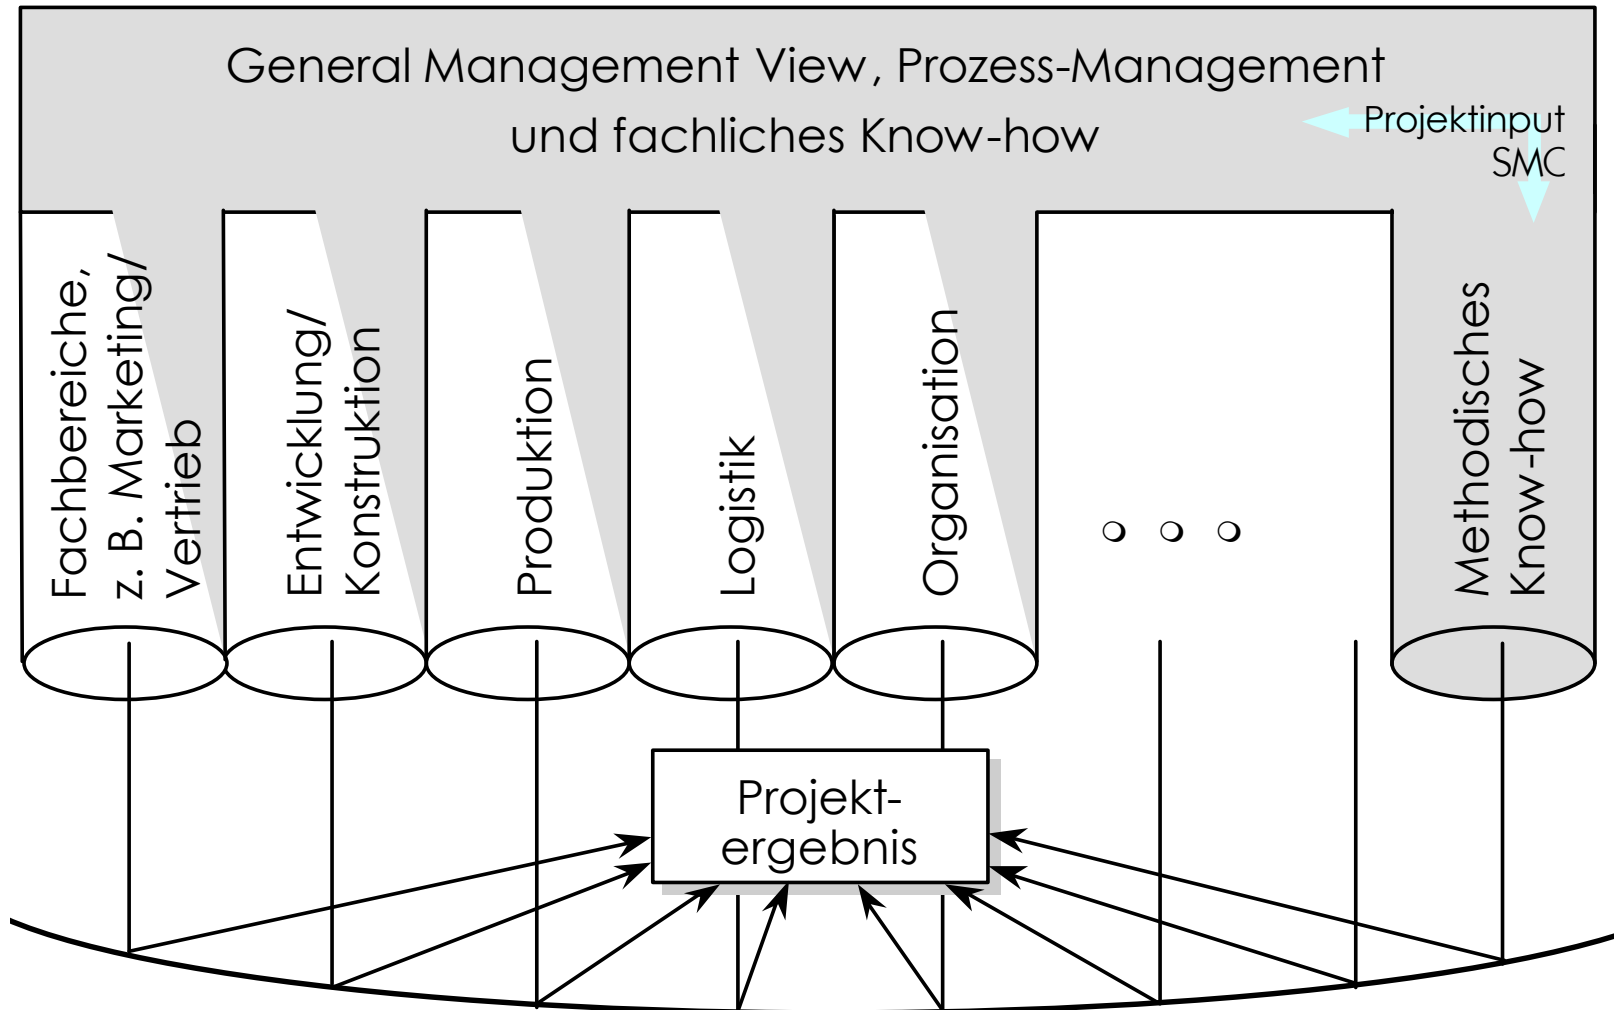 General Management View, Prozess-Management
und fachliches Know-how
Projektinput
SMC
Fachbereiche,
z. B. Marketing/
Vertrieb
Entwicklung/
Konstruktion
Produktion
Logistik
Organisation
Methodisches
Know-how
Projekt-
ergebnis